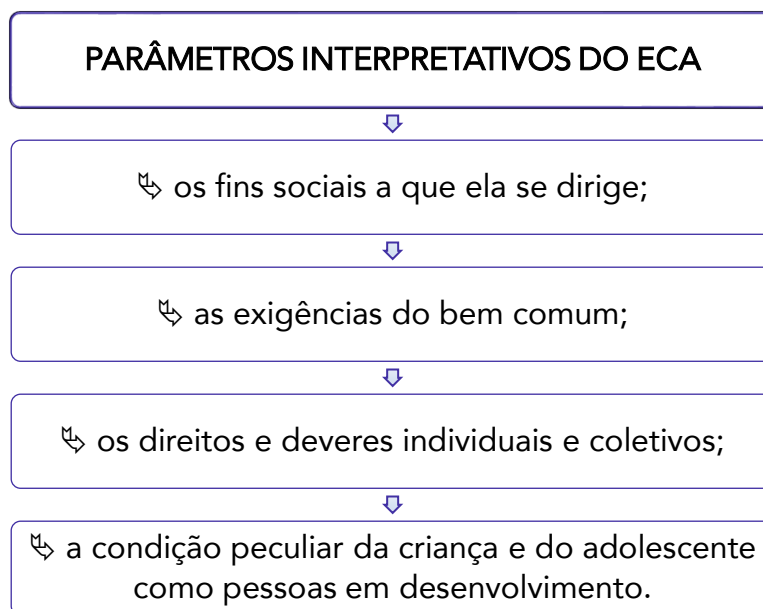 PARÂMETROS INTERPRETATIVOS DO ECA
↳ os fins sociais a que ela se dirige;
↳ as exigências do bem comum;
↳ os direitos e deveres individuais e coletivos;
↳ a condição peculiar da criança e do adolescente
como pessoas em desenvolvimento.